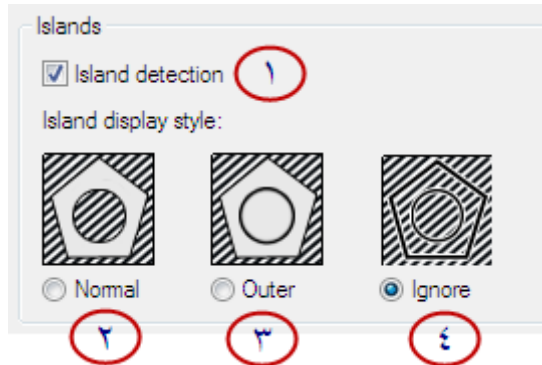 Islands
Island detection ١
Island display style:
Normal Outer Ignore
٢ ٣ ٤